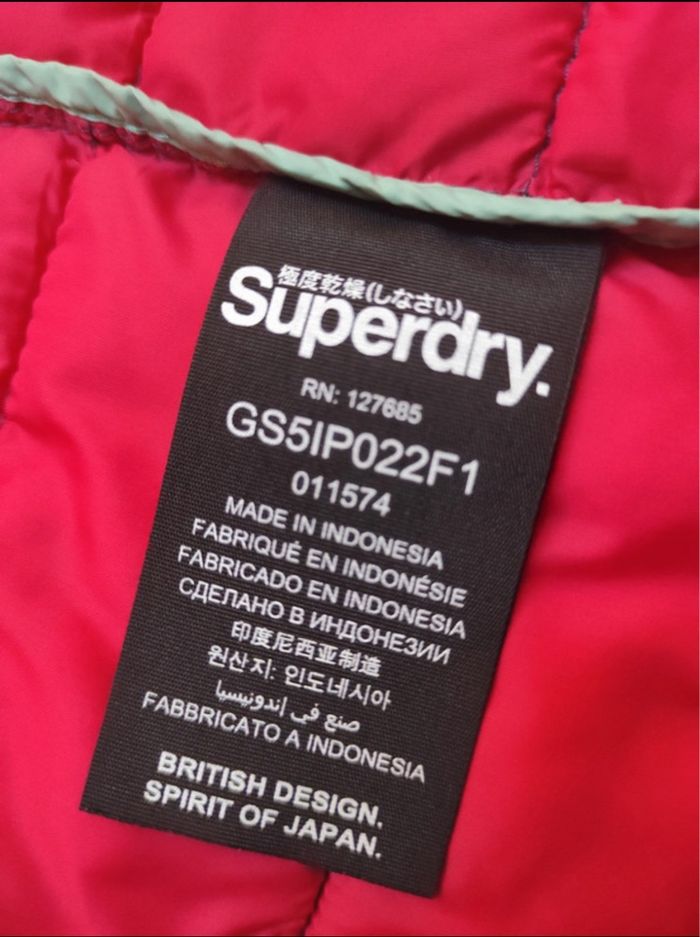 極度乾燥(しなさい)
Superdry.
RN: 127685
GS5IP022F1
011574
MADE IN INDONESIA
FABRIQUÉ EN INDONÉSIE
FABRICADO EN INDONESIA
СДЕЛАНО В ИНДОНЕЗИИ
印度尼西亚制造
원산지: 인도네시아
صنع في إندونيسيا
FABBRICATO A INDONESIA
BRITISH DESIGN.
SPIRIT OF JAPAN.